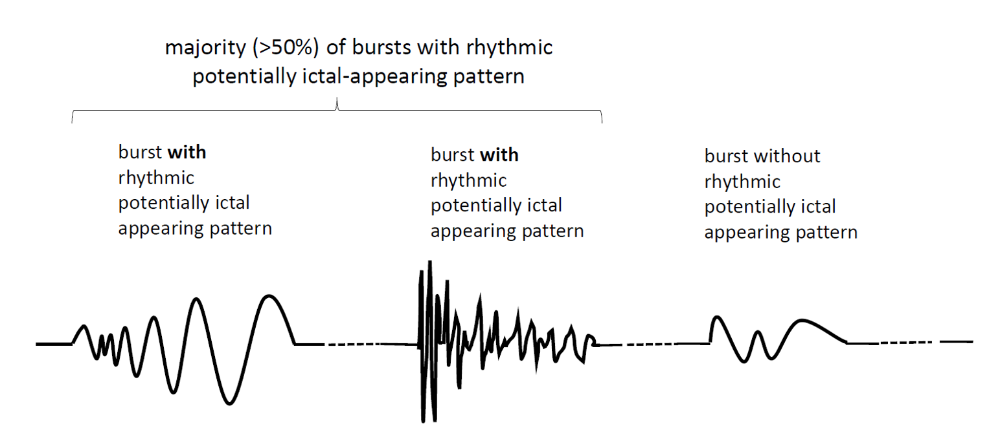 majority (>50%) of bursts with rhythmic
potentially ictal-appearing pattern
burst with
rhythmic
potentially ictal
appearing pattern
burst with
rhythmic
potentially ictal
appearing pattern
burst without
rhythmic
potentially ictal
appearing pattern